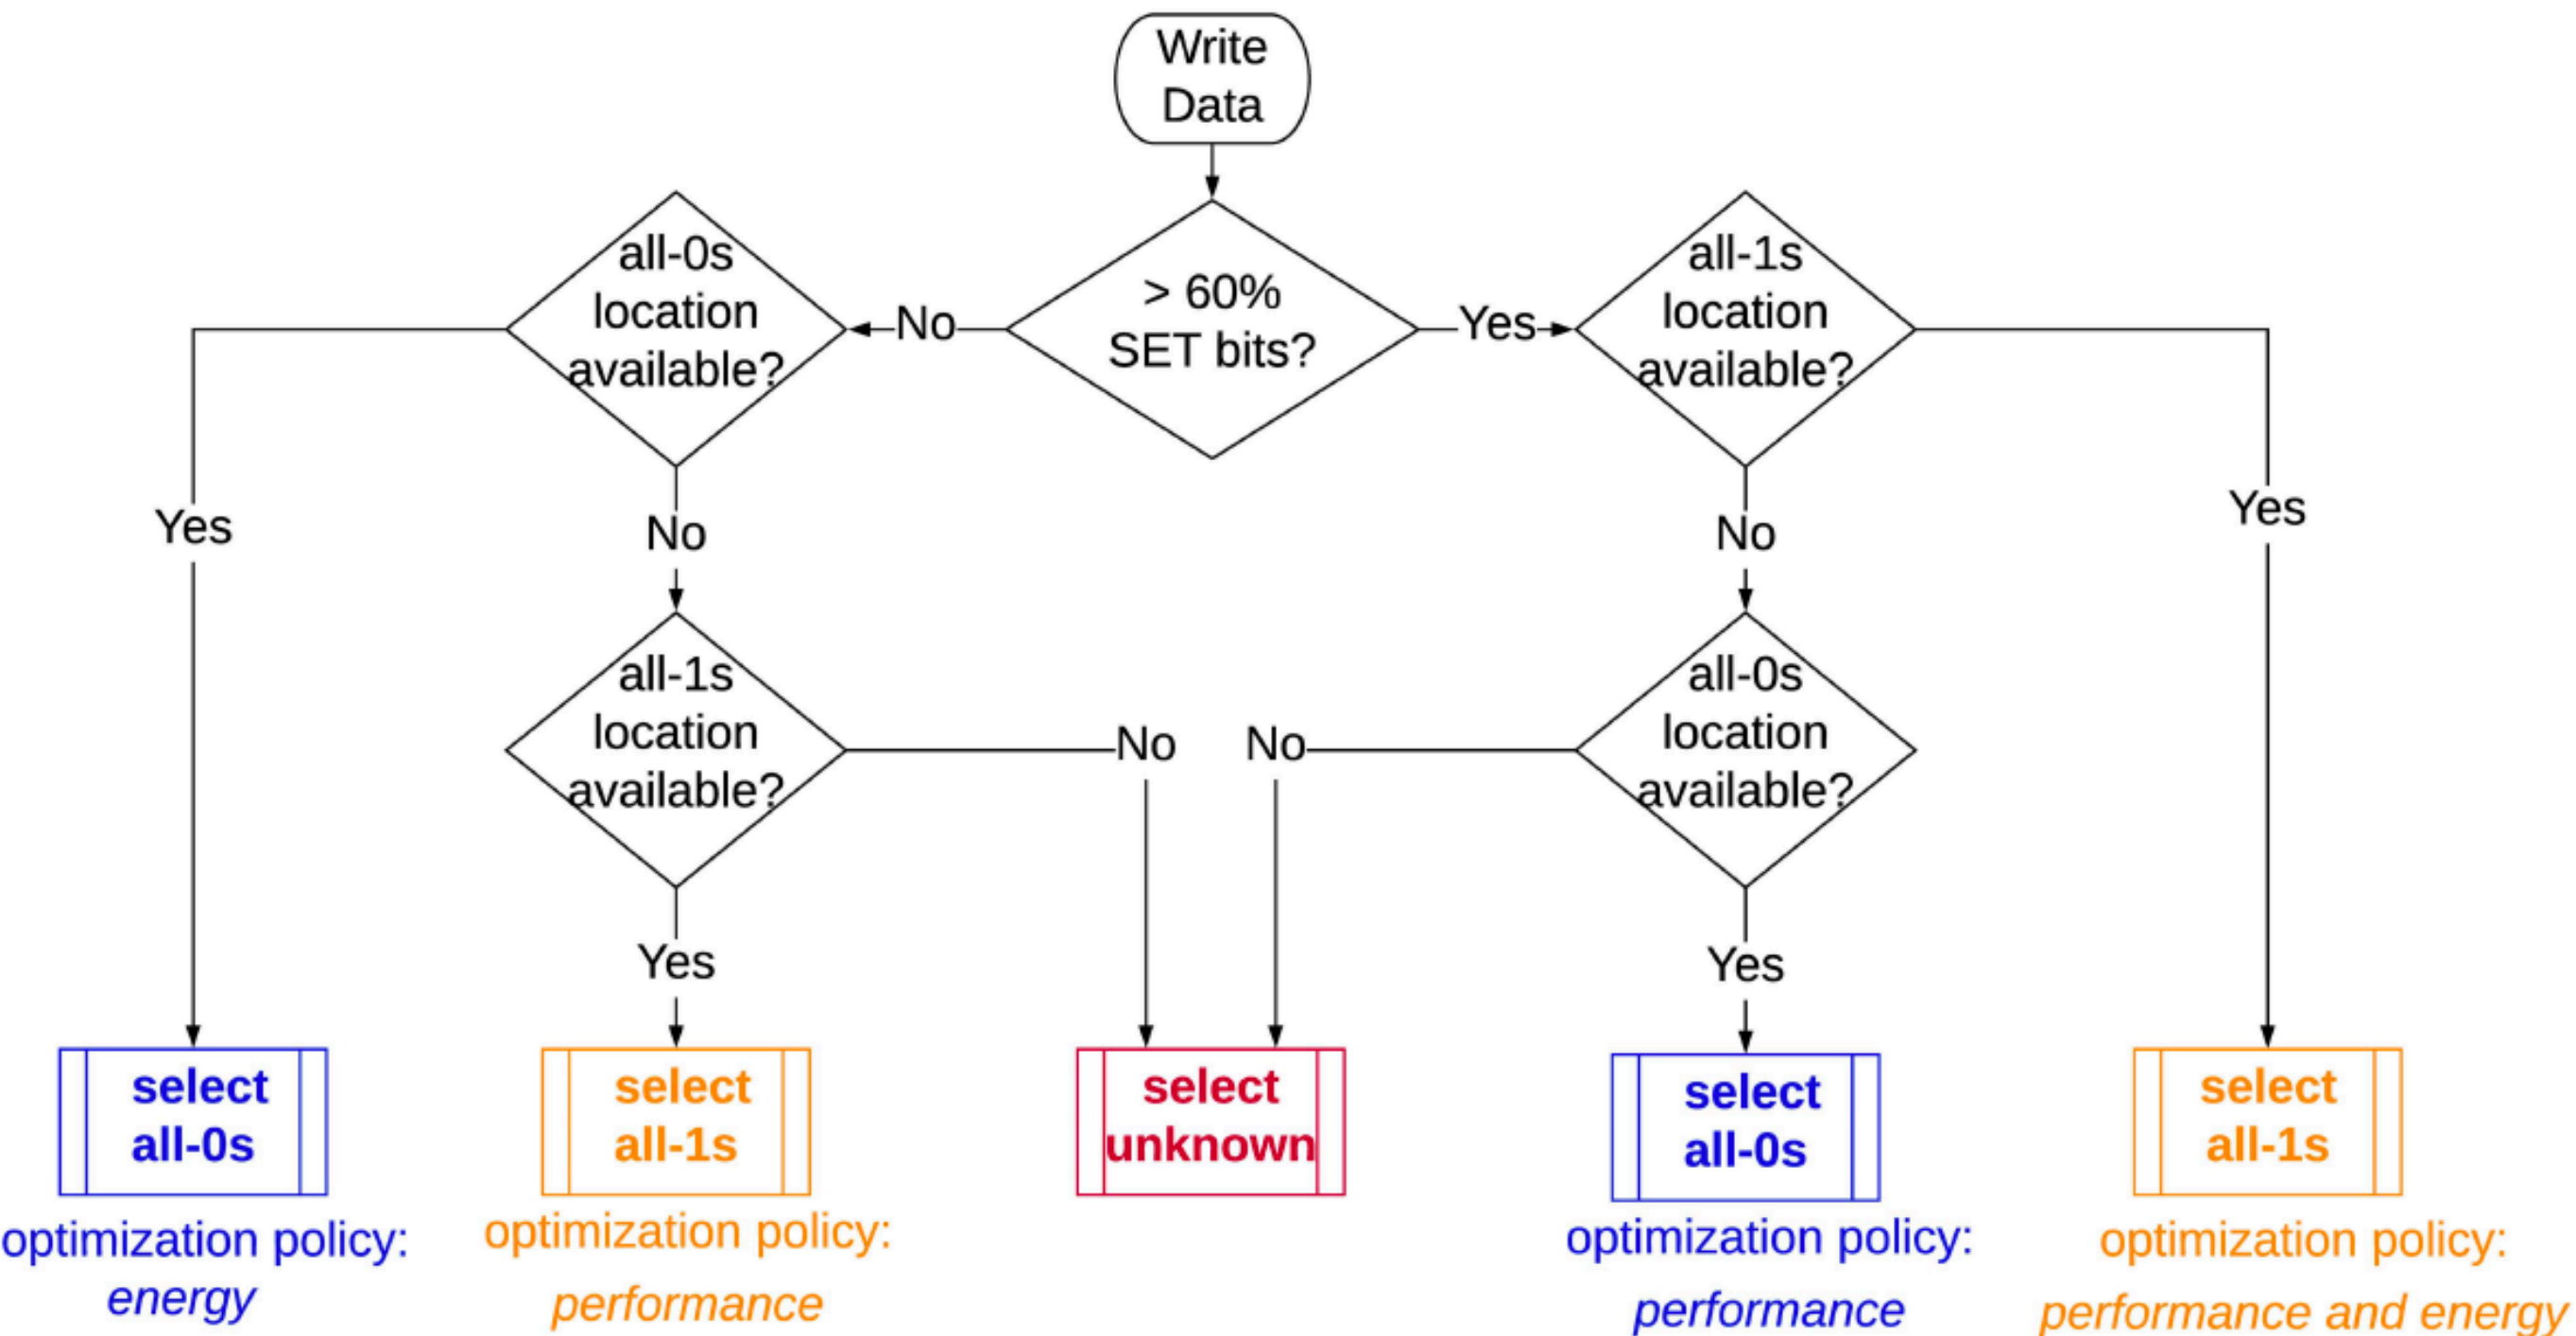 Write
Data
all-0s
location
available?
No
> 60%
SET bits?
Yes
all-1s
location
available?
Yes
No
No
Yes
all-1s
location
available?
No
No
all-0s
location
available?
Yes
Yes
select
all-0s
optimization policy:
energy
select
all-1s
optimization policy:
performance
select
unknown
select
all-0s
optimization policy:
performance
select
all-1s
optimization policy:
performance and energy